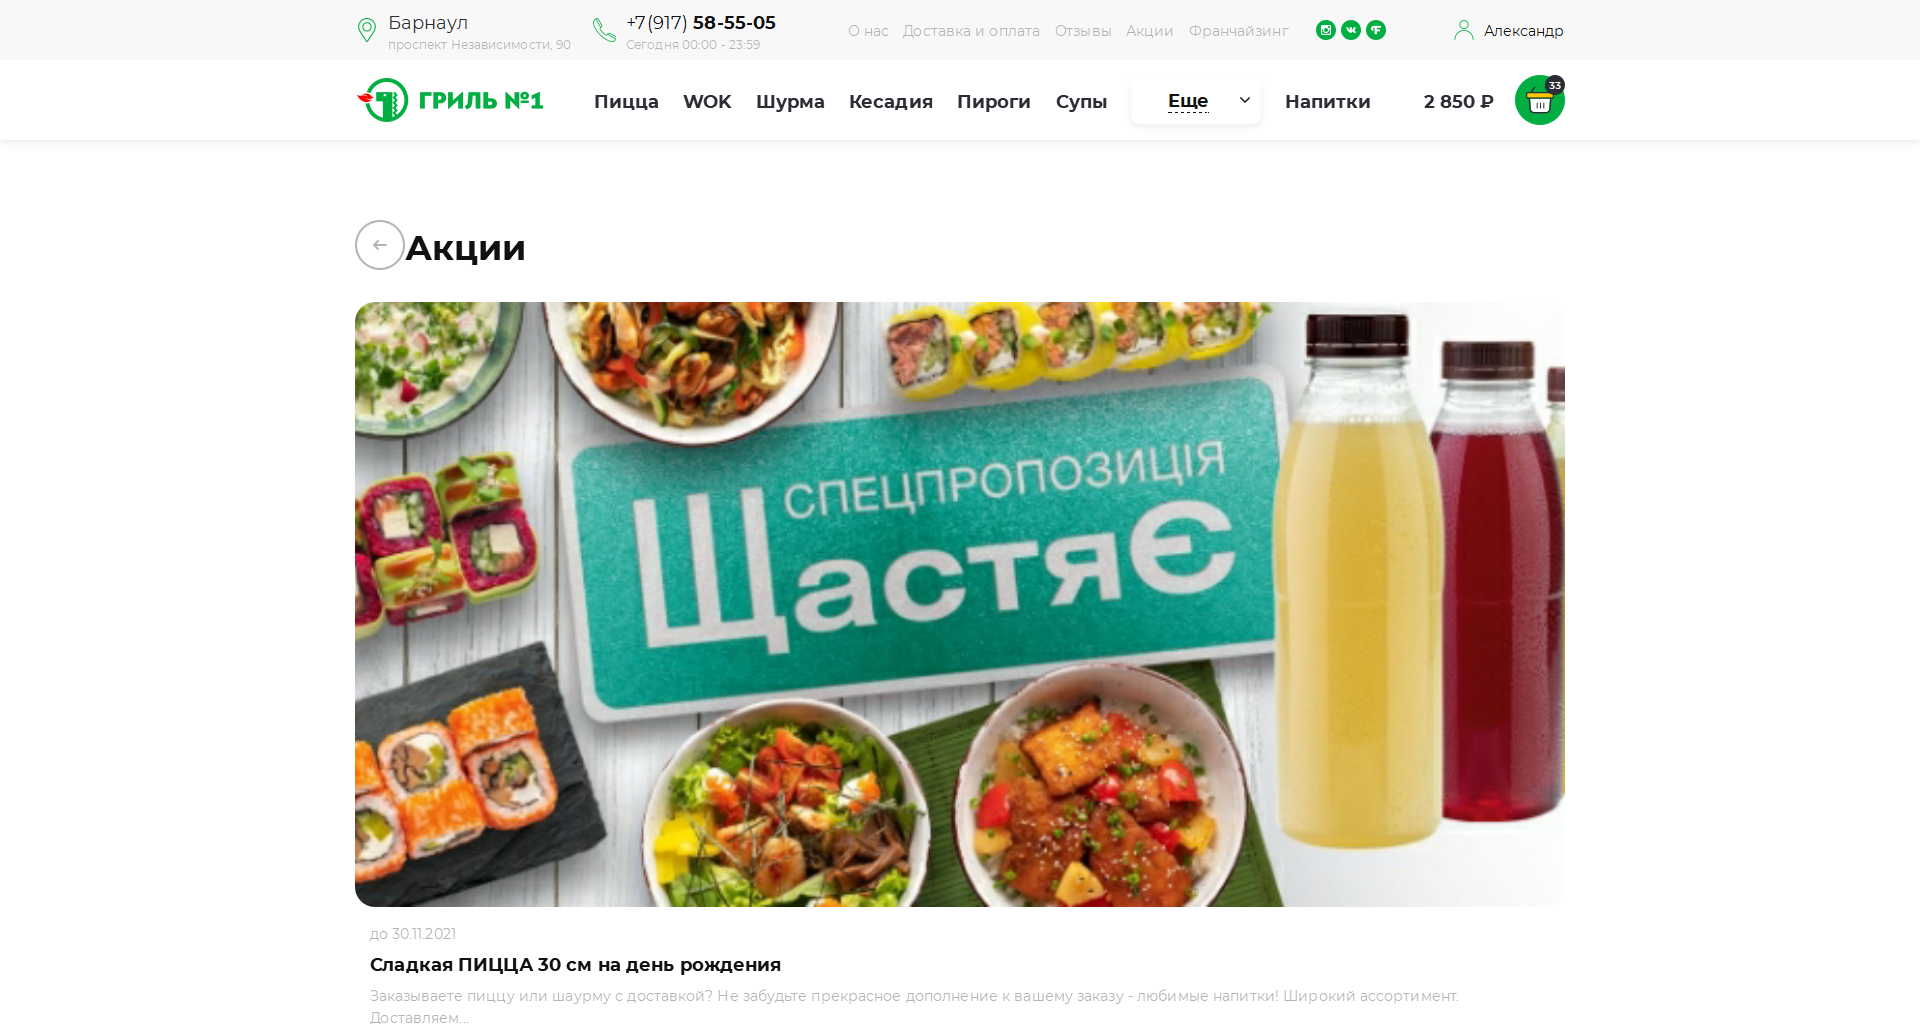 Барнаул
проспект Независимости, 90
+7(917) 58-55-05
Сегодня 00:00 - 23:59
О нас
Доставка и оплата
Отзывы
Акции
Франчайзинг
Александр
ГРИЛЬ №1
Пицца
WOK
Шурма
Кесадия
Пироги
Супы
Еще
Напитки
2 850 ₽
33
Акции
СПЕЦПРОПОЗИЦІЯ
ЩастяЄ
до 30.11.2021
Сладкая ПИЦЦА 30 см на день рождения
Заказываете пиццу или шаурму с доставкой? Не забудьте прекрасное дополнение к вашему заказу - любимые напитки! Широкий ассортимент.
Доставляем...